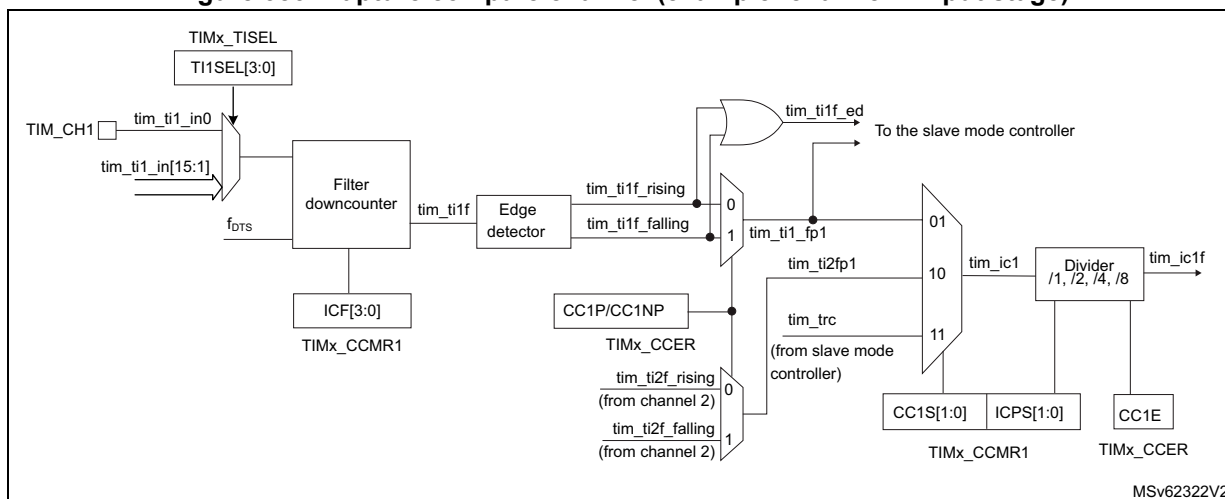 TIMx_TISEL
TI1SEL[3:0]
TIM_CH1
tim_ti1_in0
tim_ti1_in[15:1]
fDTS
Filter
downcounter
ICF[3:0]
TIMx_CCMR1
tim_ti1f
Edge
detector
tim_ti1f_rising
tim_ti1f_falling
tim_ti1f_ed
To the slave mode controller
0
1
tim_ti1_fp1
CC1P/CC1NP
TIMx_CCER
tim_ti2f_rising
(from channel 2)
tim_ti2f_falling
(from channel 2)
0
1
tim_ti2fp1
tim_trc
(from slave mode
controller)
01
10
11
tim_ic1
Divider
/1, /2, /4, /8
tim_ic1f
CC1S[1:0]
ICPS[1:0]
TIMx_CCMR1
CC1E
TIMx_CCER
MSv62322V2